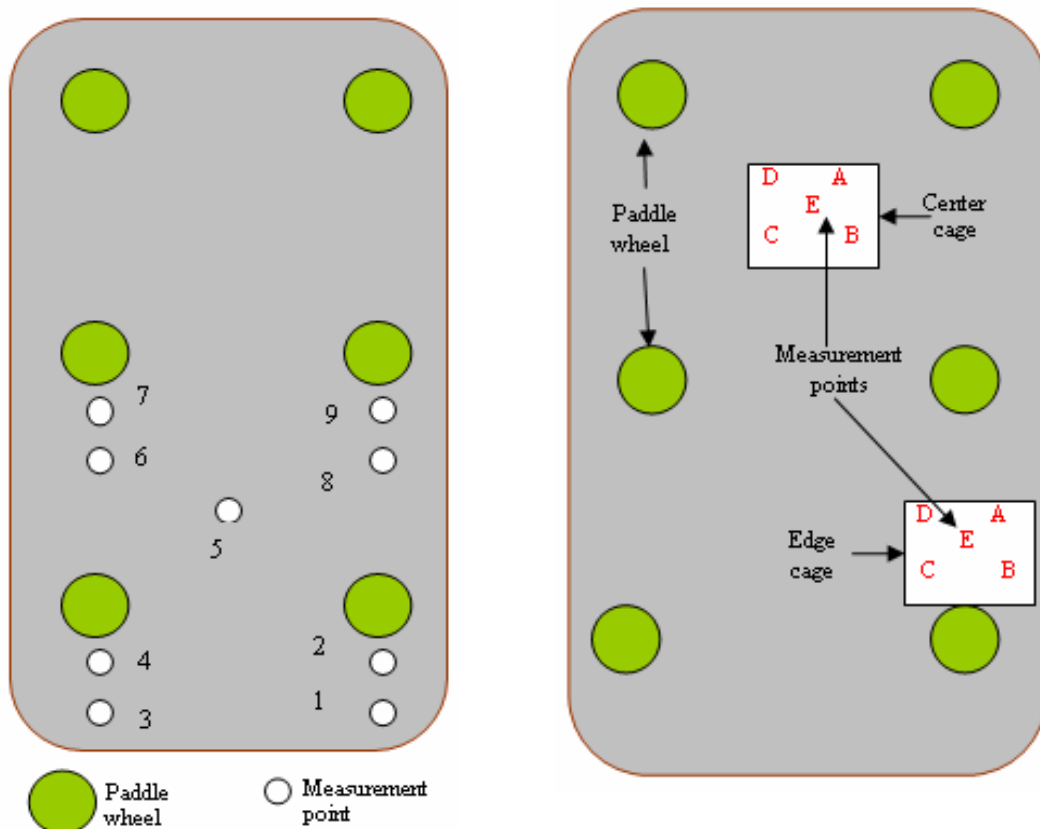 7
9
6
8
5
2
4
1
3
Paddle
wheel
Measurement
point
D A
E
C B
Center
cage
Paddle
wheel
Measurement
points
D A
E
C B
Edge
cage